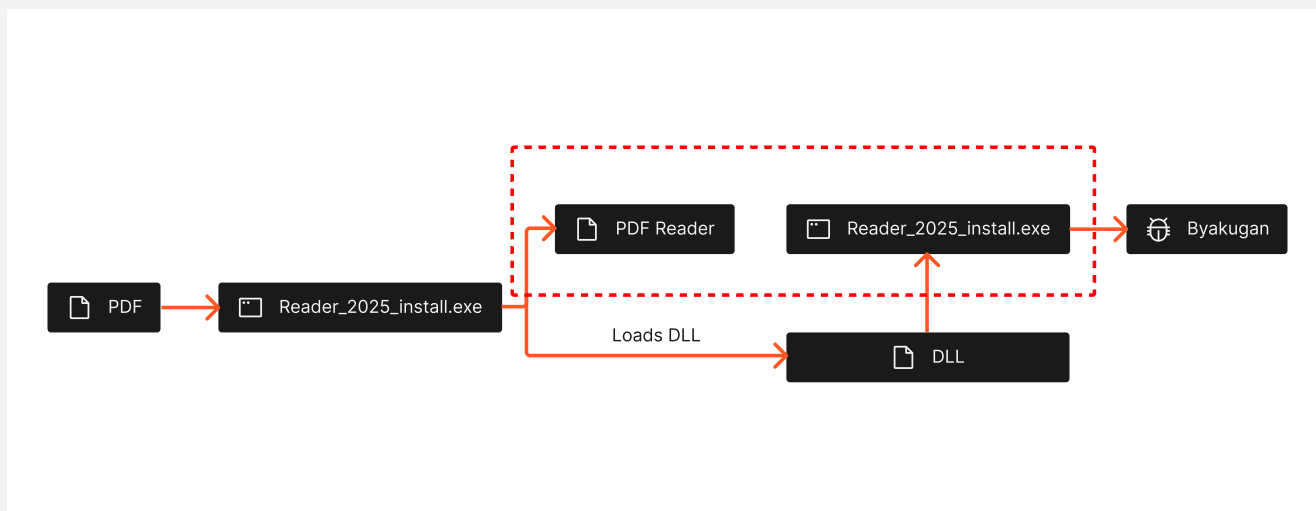 PDF
Reader_2025_install.exe
PDF Reader
Reader_2025_install.exe
Byakugan
Loads DLL
DLL